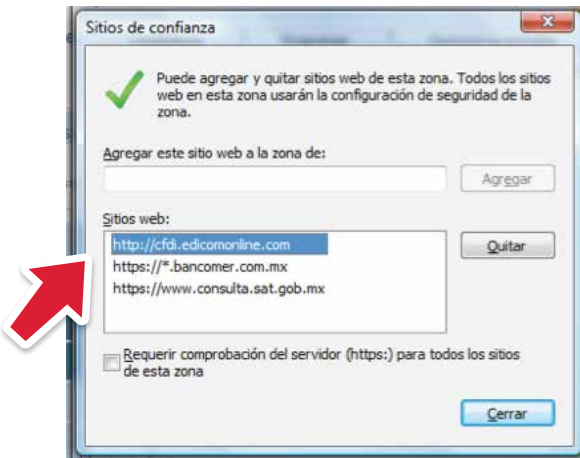 Sitios de confianza
Puede agregar y quitar sitios web de esta zona. Todos los sitios
web en esta zona usarán la configuración de seguridad de la
zona.
Agregar este sitio web a la zona de:
Agregar
Sitios web:
http://cfdi.edicomonline.com
Quitar
https://*.bancomer.com.mx
https://www.consulta.sat.gob.mx
Requerir comprobación del servidor (https:) para todos los sitios
de esta zona
Cerrar